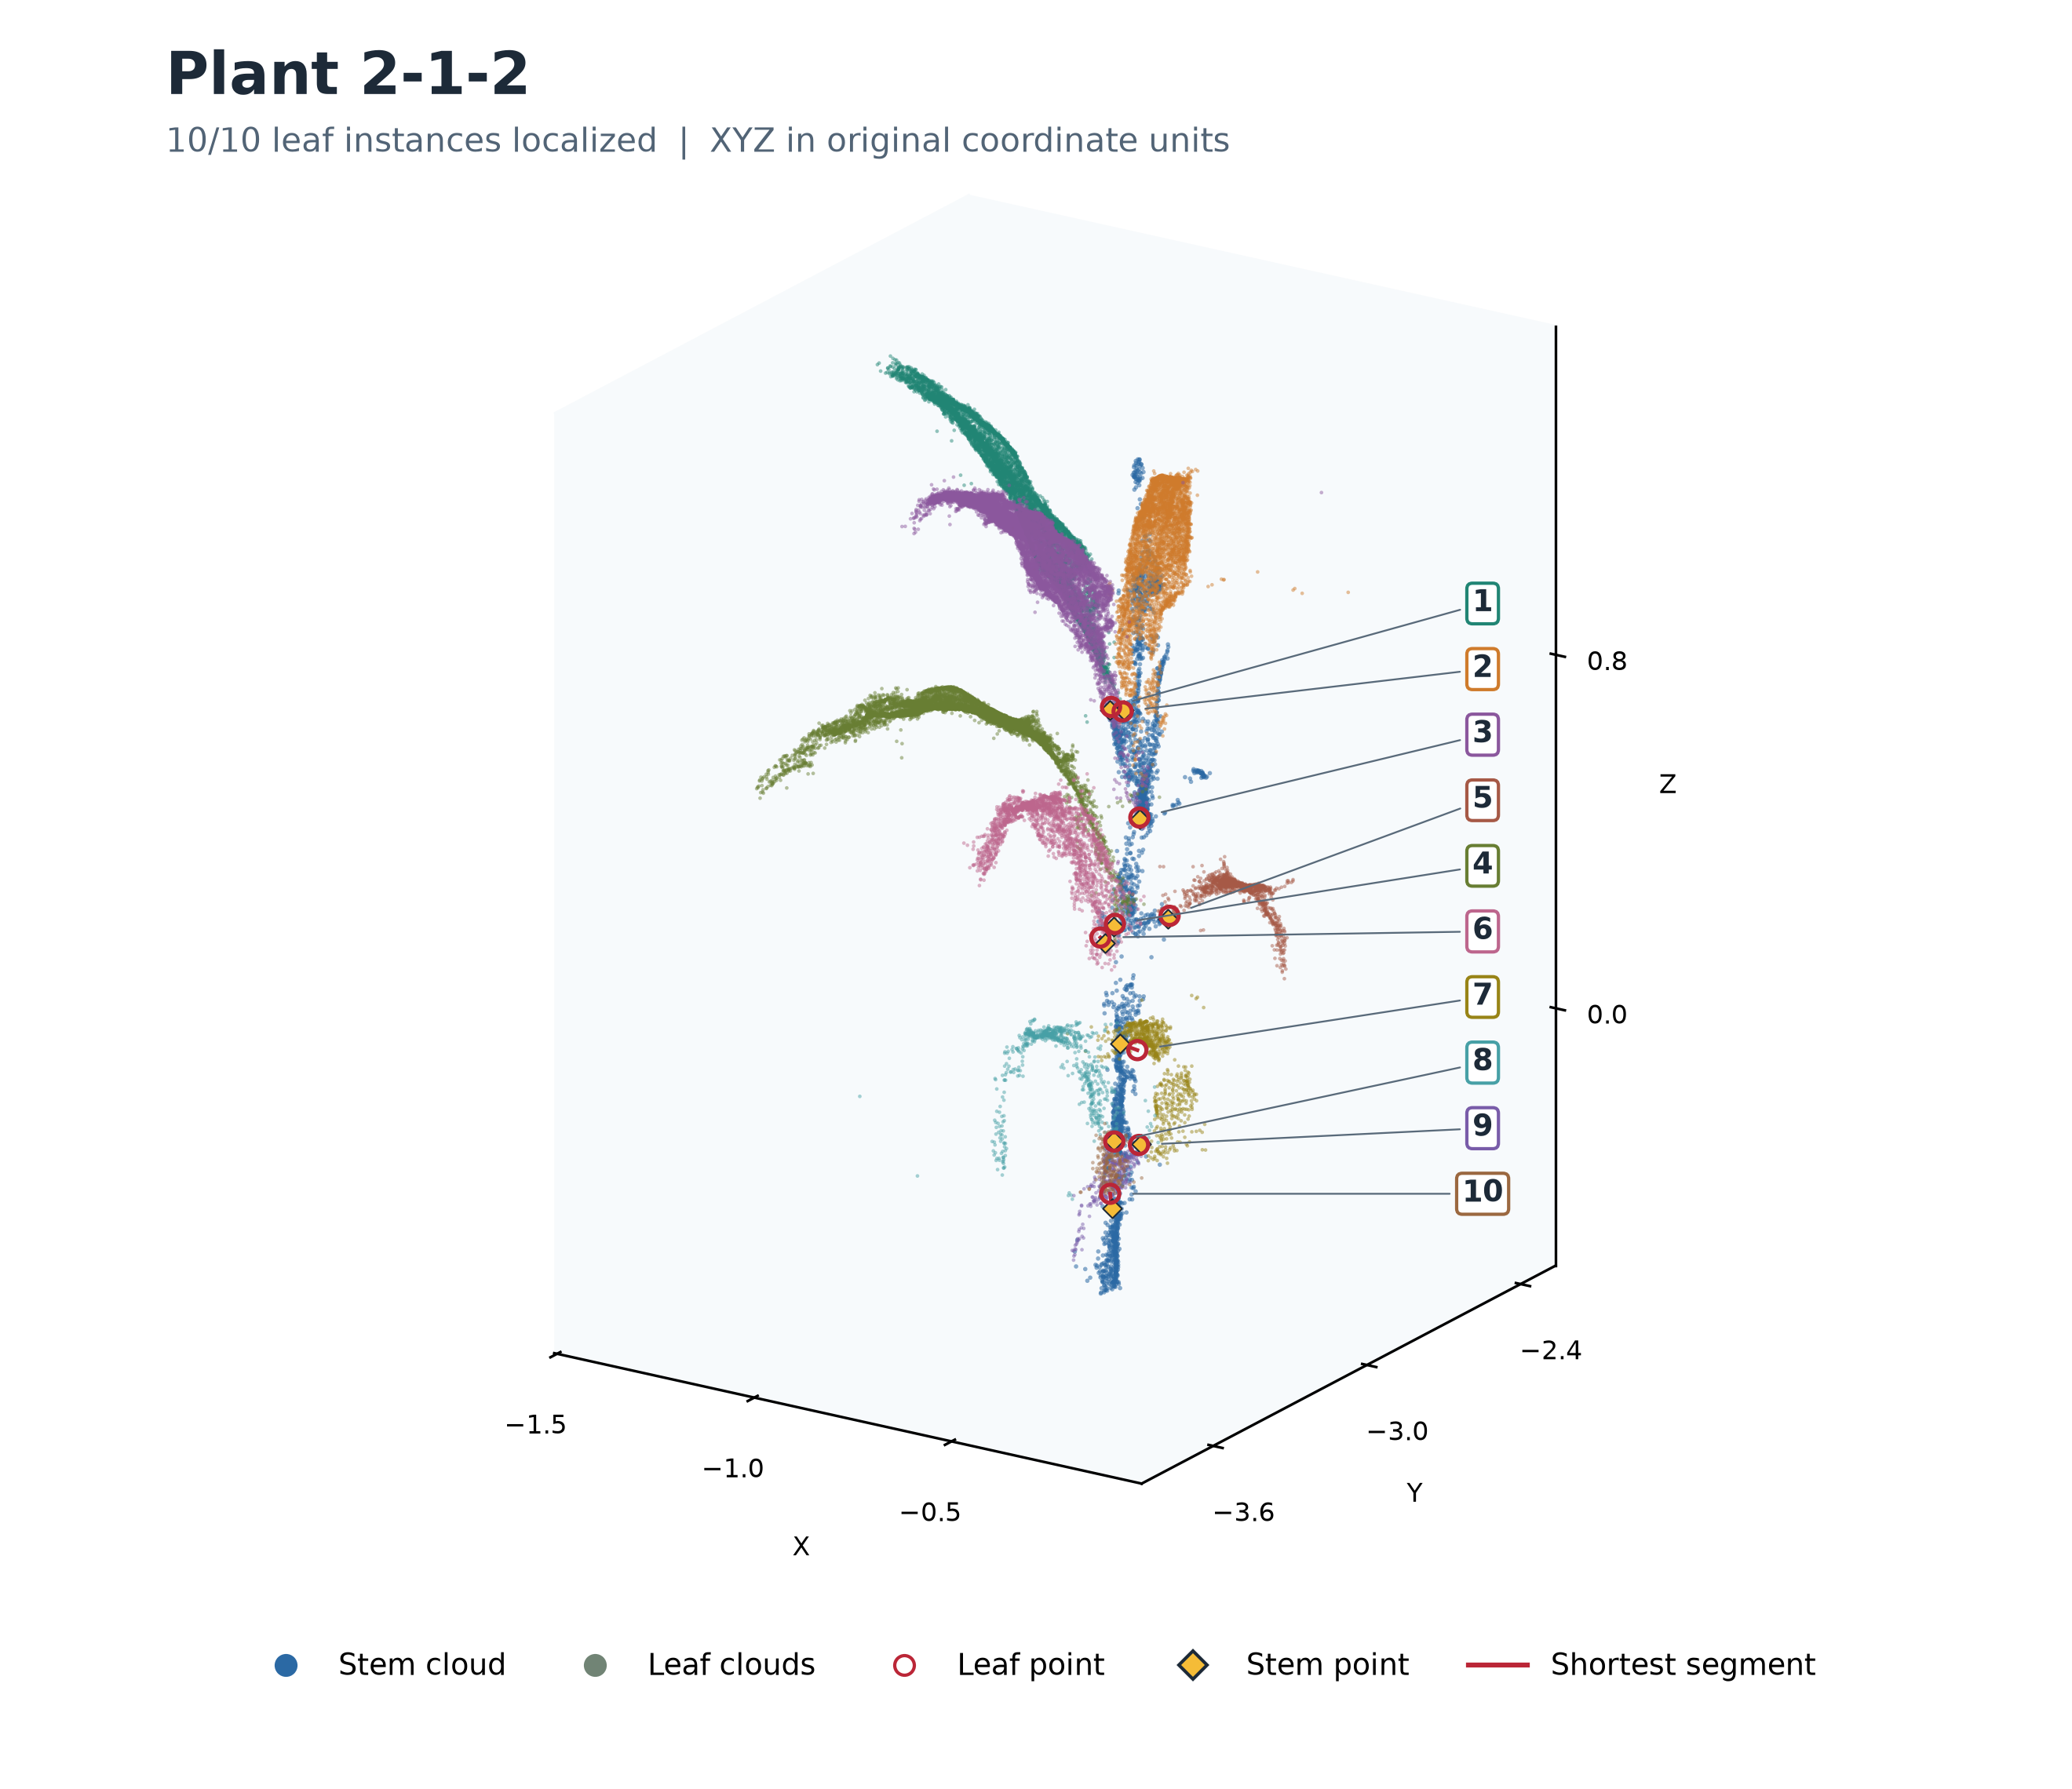 Plant 2-1-2
10/10 leaf instances localized | XYZ in original coordinate units
1
2
0.8
3
Z
5
4
6
7
0.0
8
9
10
−2.4
−1.5
−3.0
−1.0
Y
−0.5
−3.6
X
Stem cloud
Leaf clouds
Leaf point
Stem point
Shortest segment